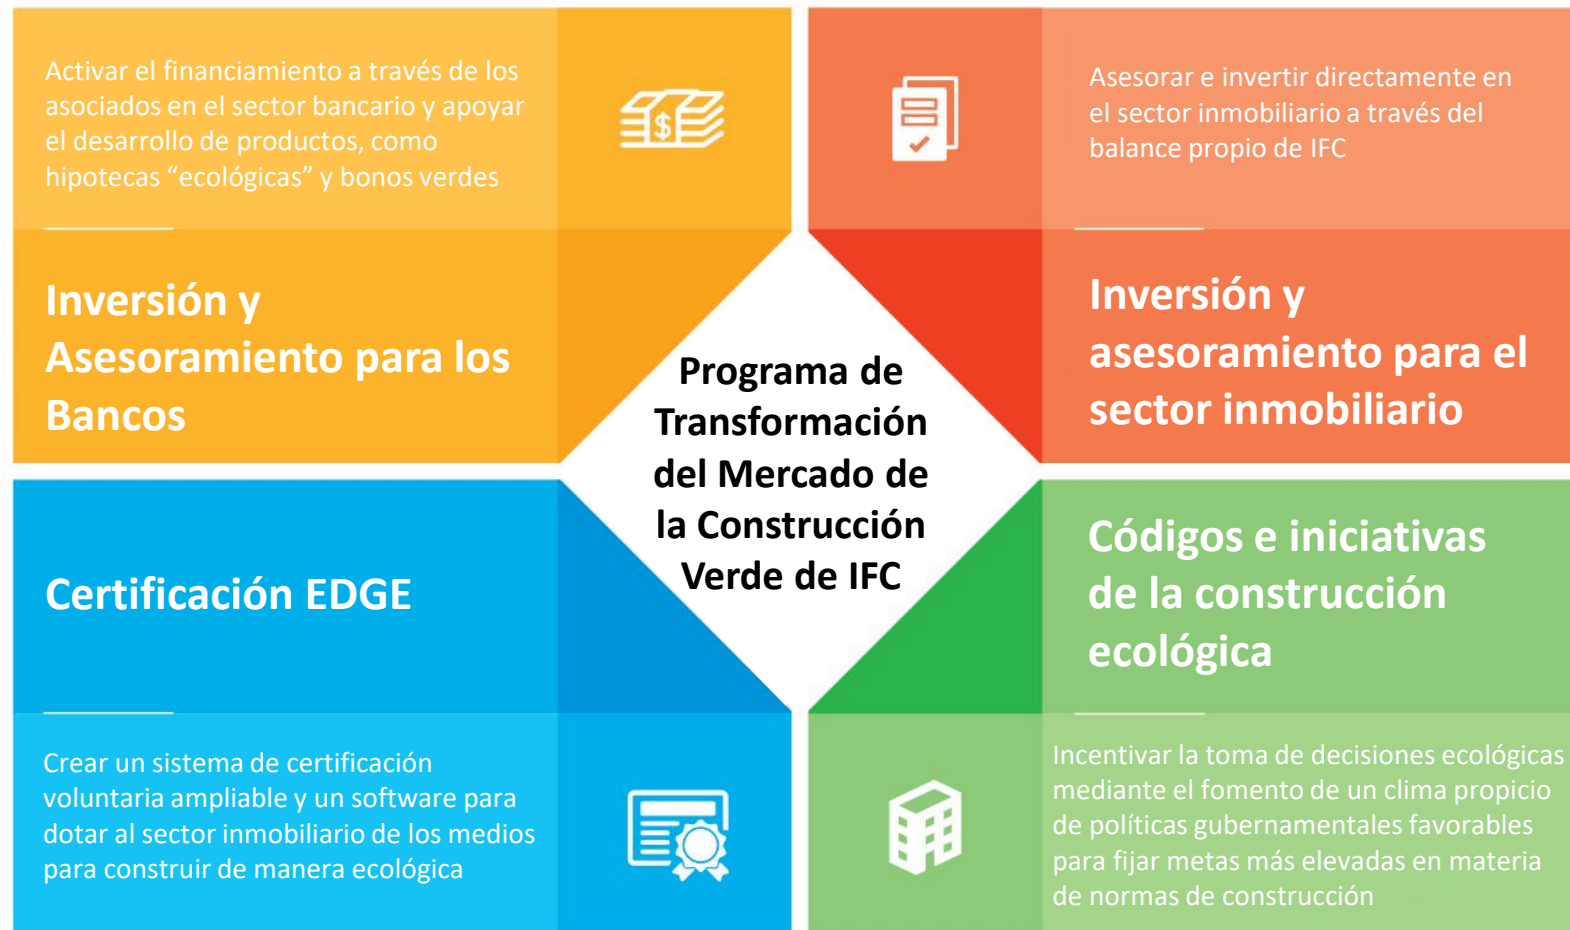 Activar el financiamiento a través de los
asociados en el sector bancario y apoyar
el desarrollo de productos, como
hipotecas “ecológicas” y bonos verdes
$
Inversión y
Asesoramiento para los
Bancos
Asesorar e invertir directamente en
el sector inmobiliario a través del
balance propio de IFC
Inversión y
asesoramiento para el
sector inmobiliario
Programa de
Transformación
del Mercado de
la Construcción
Verde de IFC
Certificación EDGE
Crear un sistema de certificación
voluntaria ampliable y un software para
dotar al sector inmobiliario de los medios
para construir de manera ecológica
Códigos e iniciativas
de la construcción
ecológica
Incentivar la toma de decisiones ecológicas
mediante el fomento de un clima propicio
de políticas gubernamentales favorables
para fijar metas más elevadas en materia
de normas de construcción